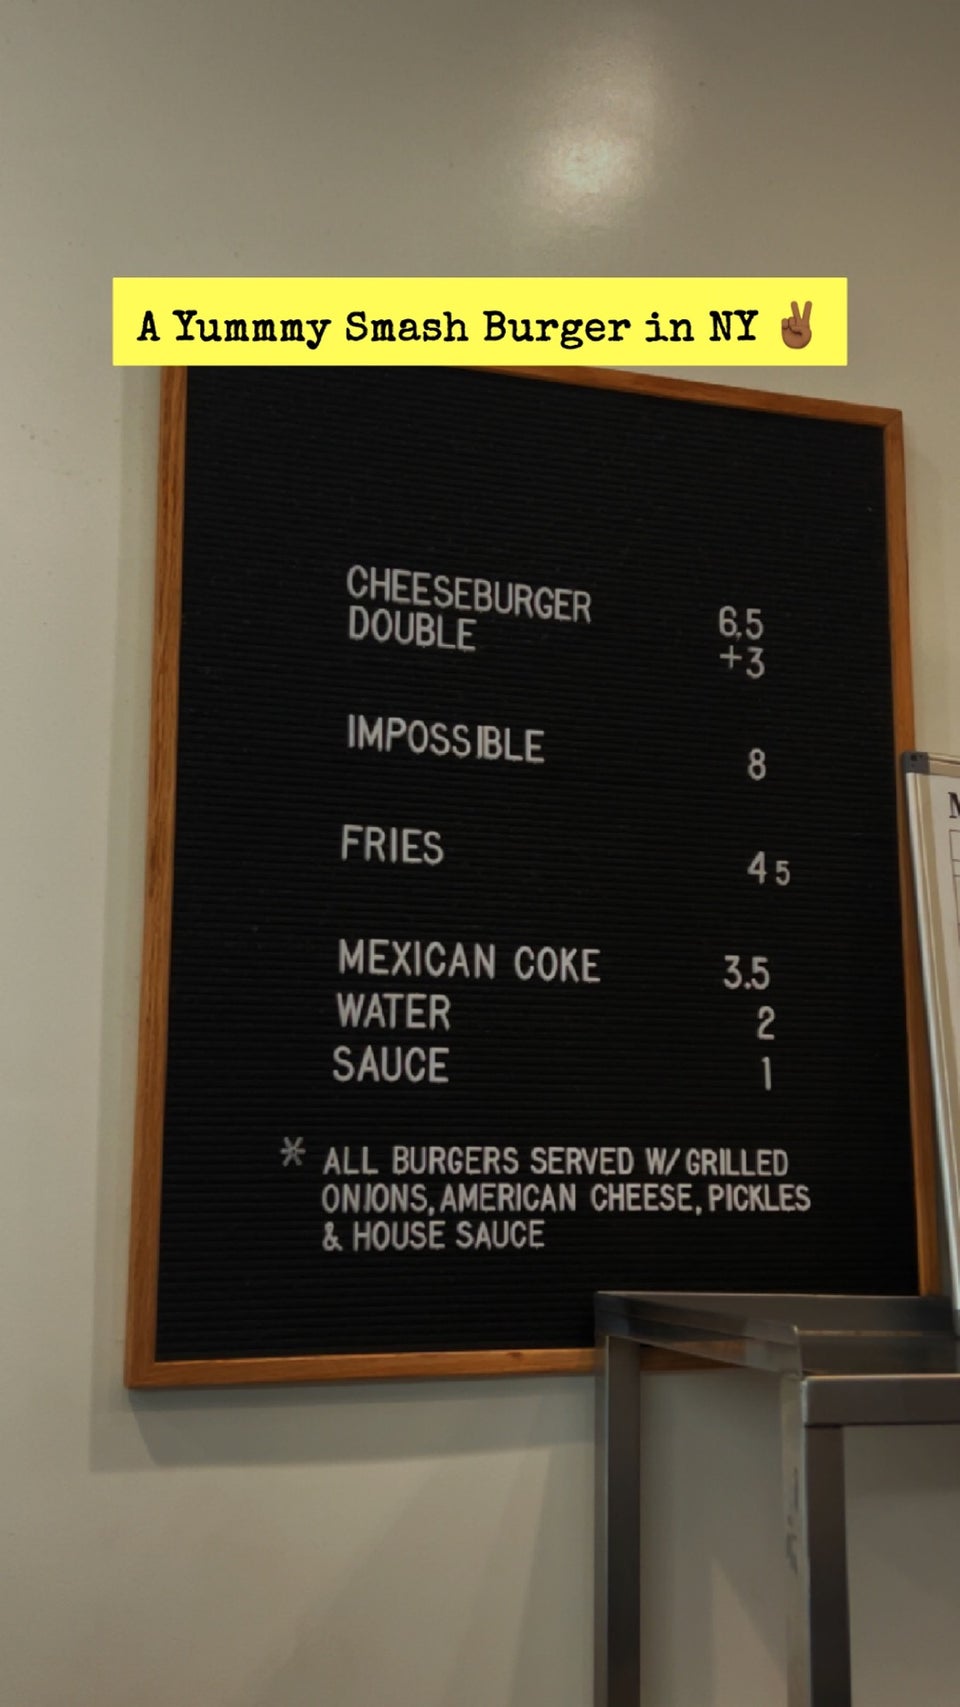 A Yummmy Smash Burger in NY ✌🏾
CHEESEBURGER 6.5
DOUBLE +3
IMPOSSIBLE 8
FRIES 4 5
MEXICAN COKE 3.5
WATER 2
SAUCE 1
* ALL BURGERS SERVED W/ GRILLED
ONIONS, AMERICAN CHEESE, PICKLES
& HOUSE SAUCE